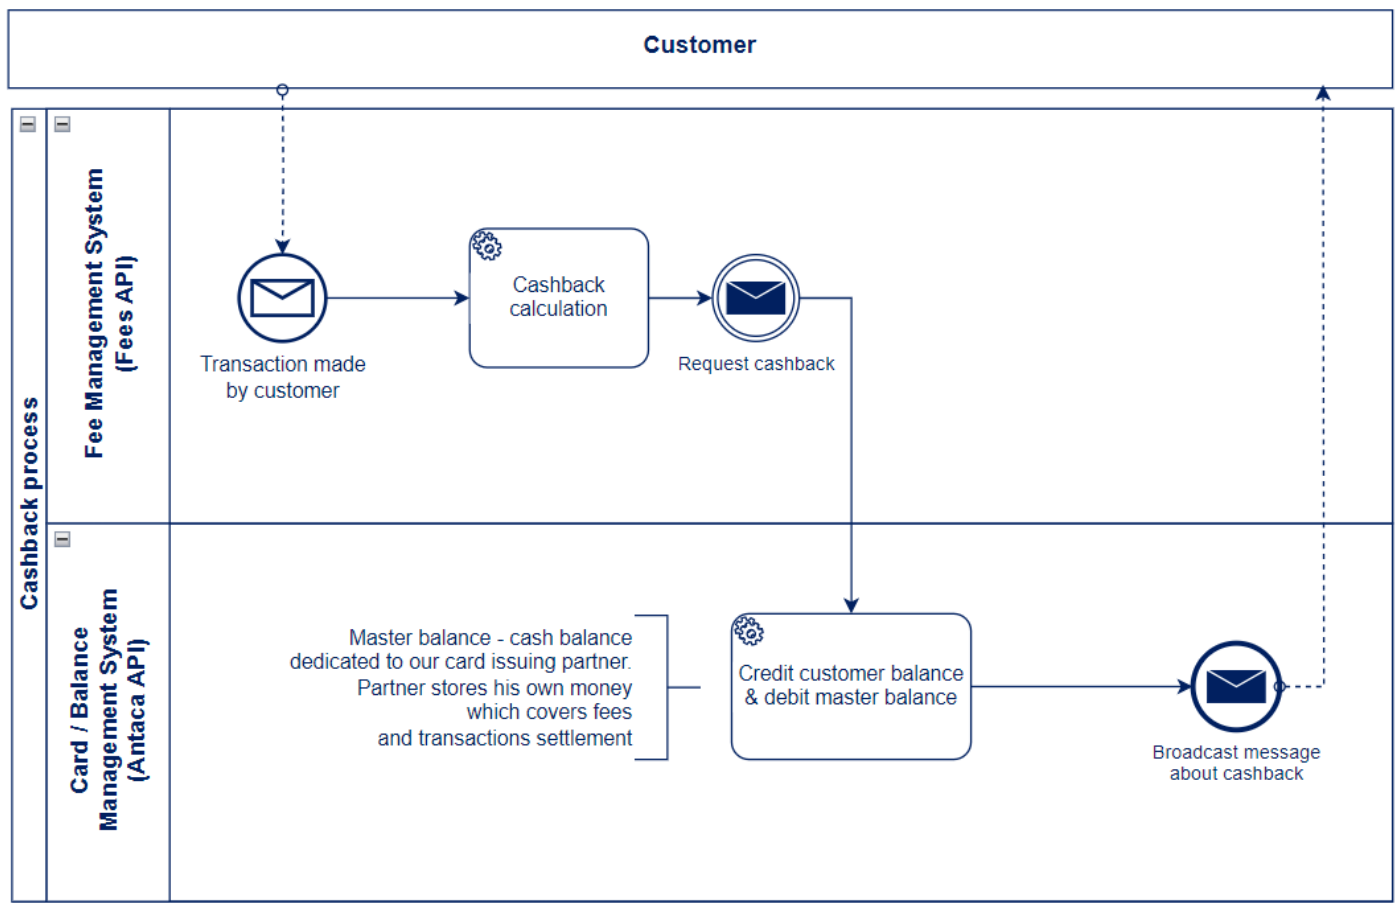 Customer
Cashback process
Fee Management System
(Fees API)
Transaction made
by customer
Cashback
calculation
Request cashback
Card / Balance
Management System
(Antaca API)
Master balance - cash balance
dedicated to our card issuing partner.
Partner stores his own money
which covers fees
and transactions settlement
Credit customer balance
& debit master balance
Broadcast message
about cashback